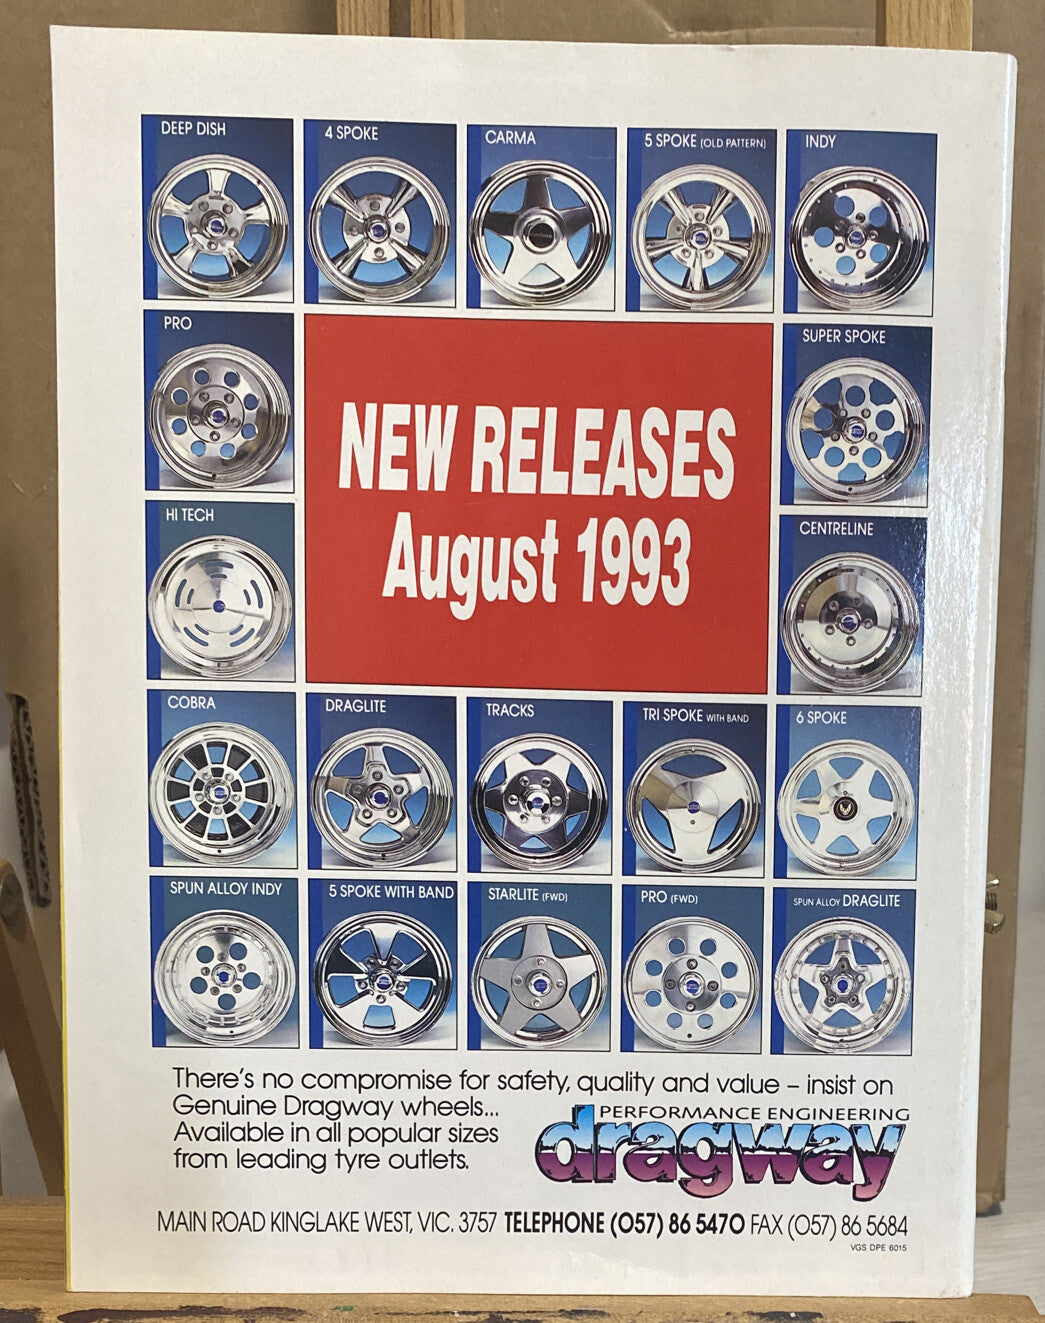 DEEP DISH
4 SPOKE
CARMA
5 SPOKE (OLD PATTERN)
INDY
PRO
SUPER SPOKE
NEW RELEASES
August 1993
HI TECH
CENTRELINE
COBRA
DRAGLITE
TRACKS
TRI SPOKE WITH BAND
6 SPOKE
SPUN ALLOY INDY
5 SPOKE WITH BAND
STARLITE (FWD)
PRO (FWD)
SPUN ALLOY DRAGLITE
There's no compromise for safety, quality and value – insist on
Genuine Dragway wheels...
Available in all popular sizes
from leading tyre outlets.
PERFORMANCE ENGINEERING
dragway
MAIN ROAD KINGLAKE WEST, VIC. 3757 TELEPHONE (057) 86 5470 FAX (057) 86 5684
VGS DPE 6015